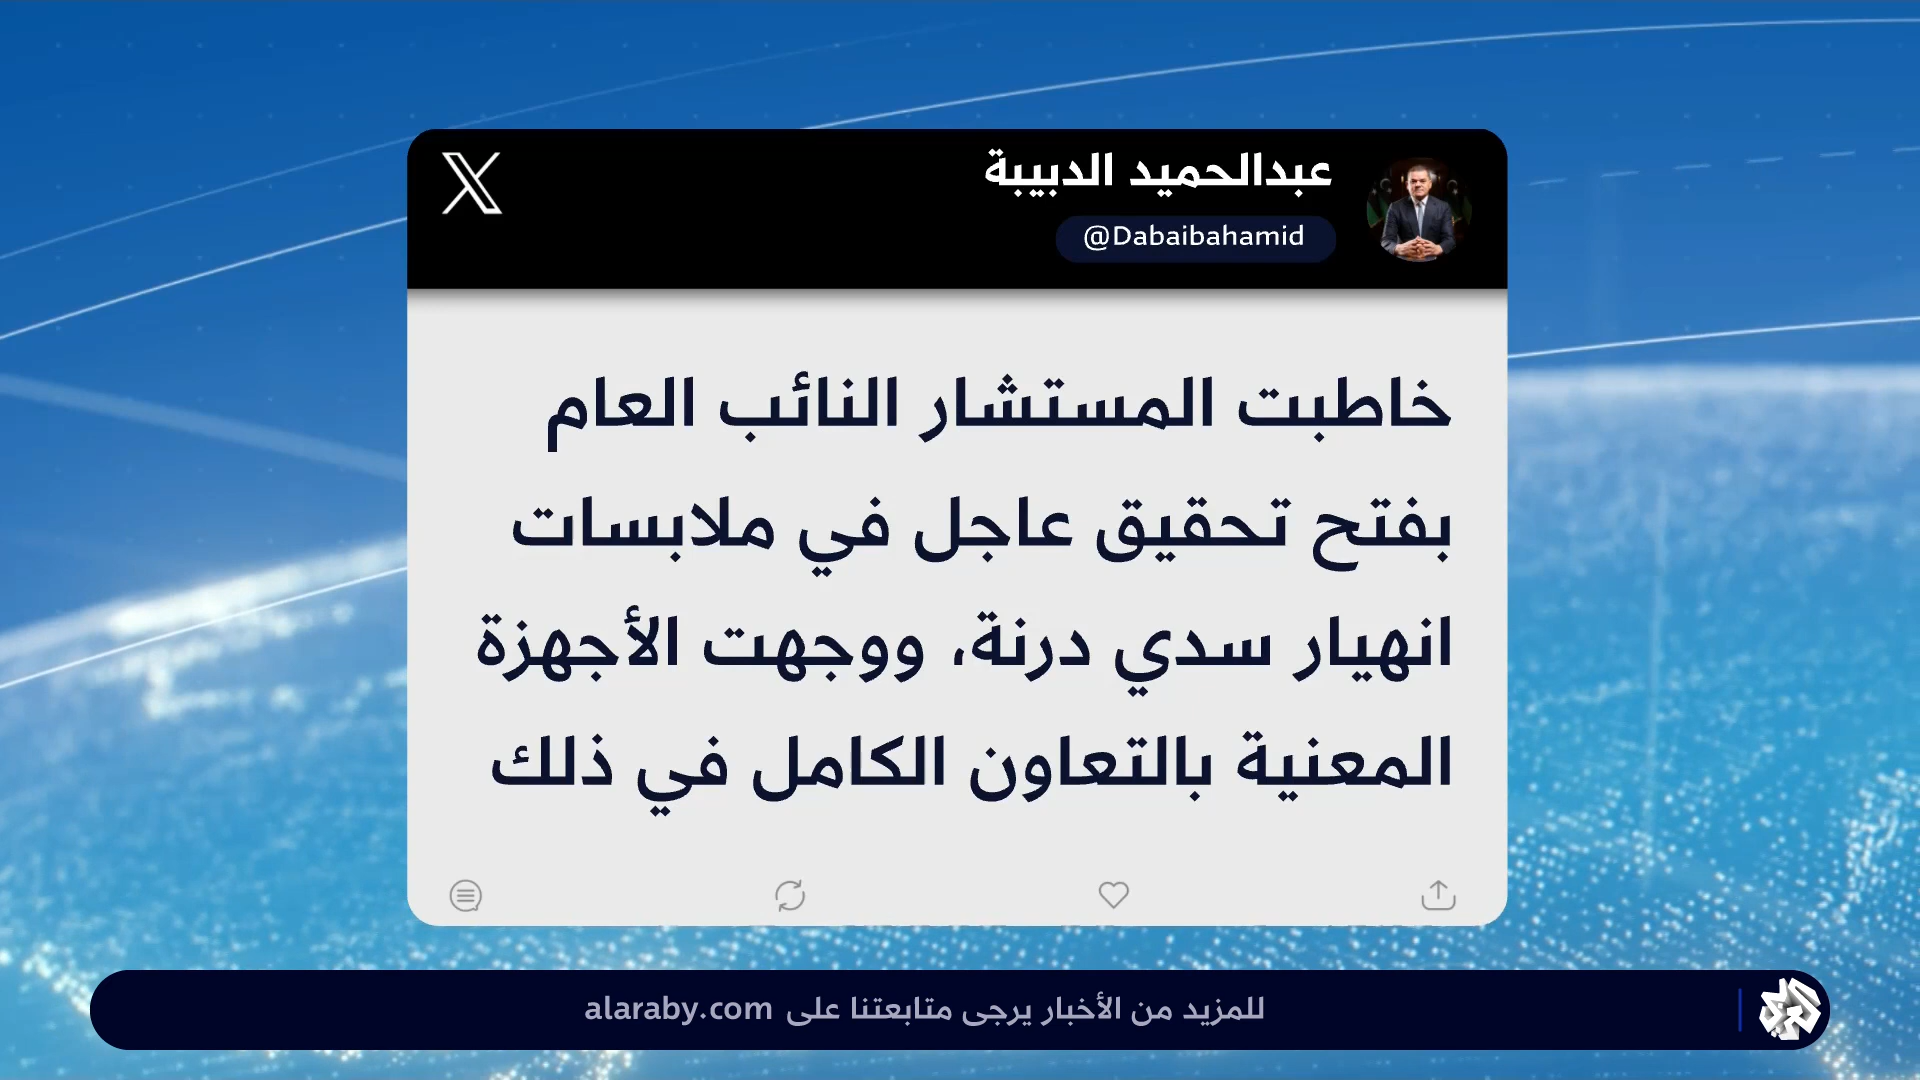 عبدالحميد الدبيبة
@Dabaibahamid
خاطبت المستشار النائب العام
بفتح تحقيق عاجل في ملابسات
انهيار سدي درنة، ووجهت الأجهزة
المعنية بالتعاون الكامل في ذلك
للمزيد من الأخبار يرجى متابعتنا على alaraby.com